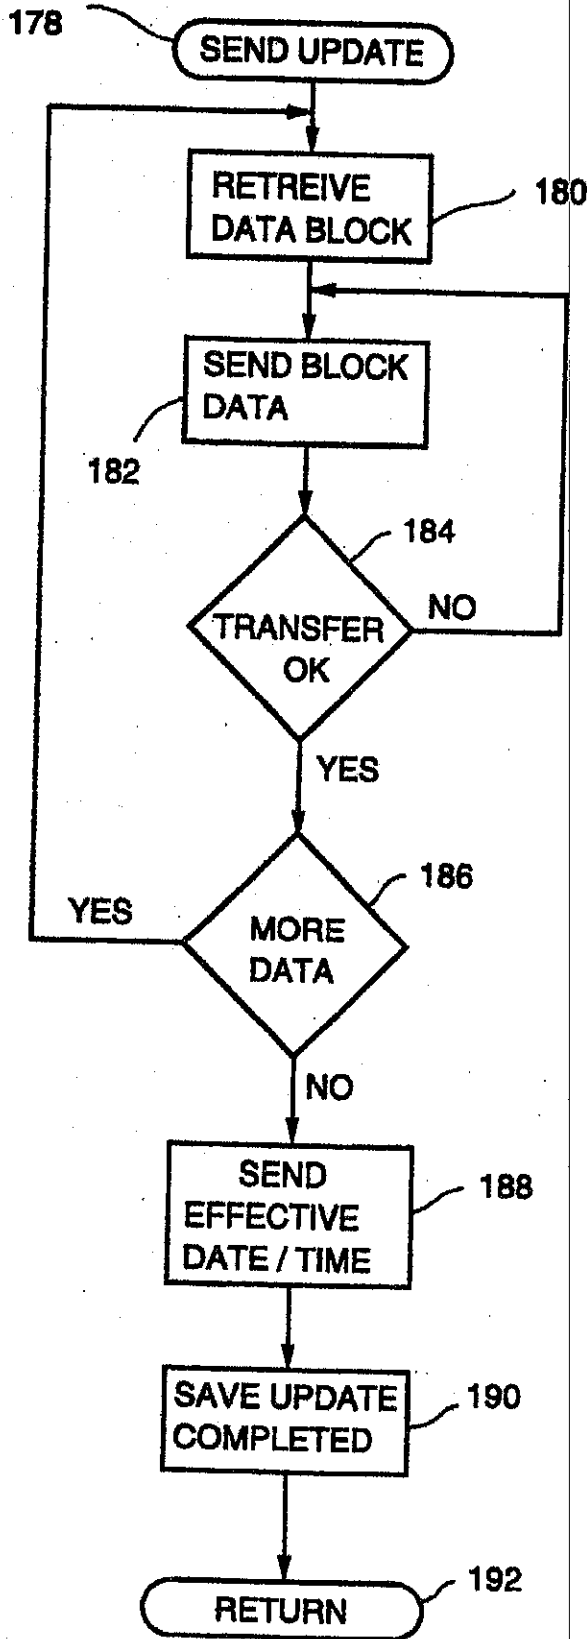 178
SEND UPDATE
RETREIVE
DATA BLOCK
180
SEND BLOCK
DATA
182
184
TRANSFER
OK
NO
YES
186
YES
MORE
DATA
NO
SEND
EFFECTIVE
DATE / TIME
188
SAVE UPDATE
COMPLETED
190
192
RETURN